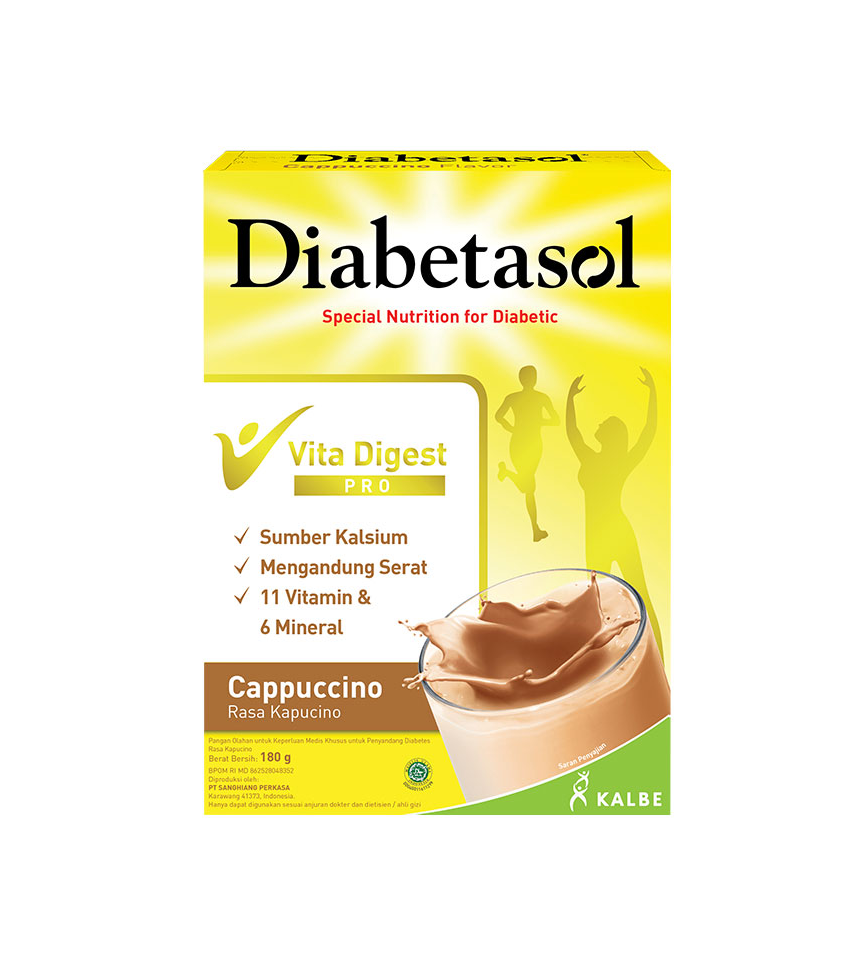 Diabetasol
Cappuccino Flavor
Diabetasol
Special Nutrition for Diabetic
Vita Digest
PRO
Sumber Kalsium
Mengandung Serat
11 Vitamin &
6 Mineral
Cappuccino
Rasa Kapucino
Pangan Olahan untuk Keperluan Medis Khusus untuk Penyandang Diabetes
Rasa Kapucino
Berat Bersih: 180 g
BPOM RI MD 862528048352
Diproduksi oleh:
PT SANGHIANG PERKASA
Karawang 41373, Indonesia.
Hanya dapat digunakan sesuai anjuran dokter dan dietisien / ahli gizi
Saran Penyajian
KALBE